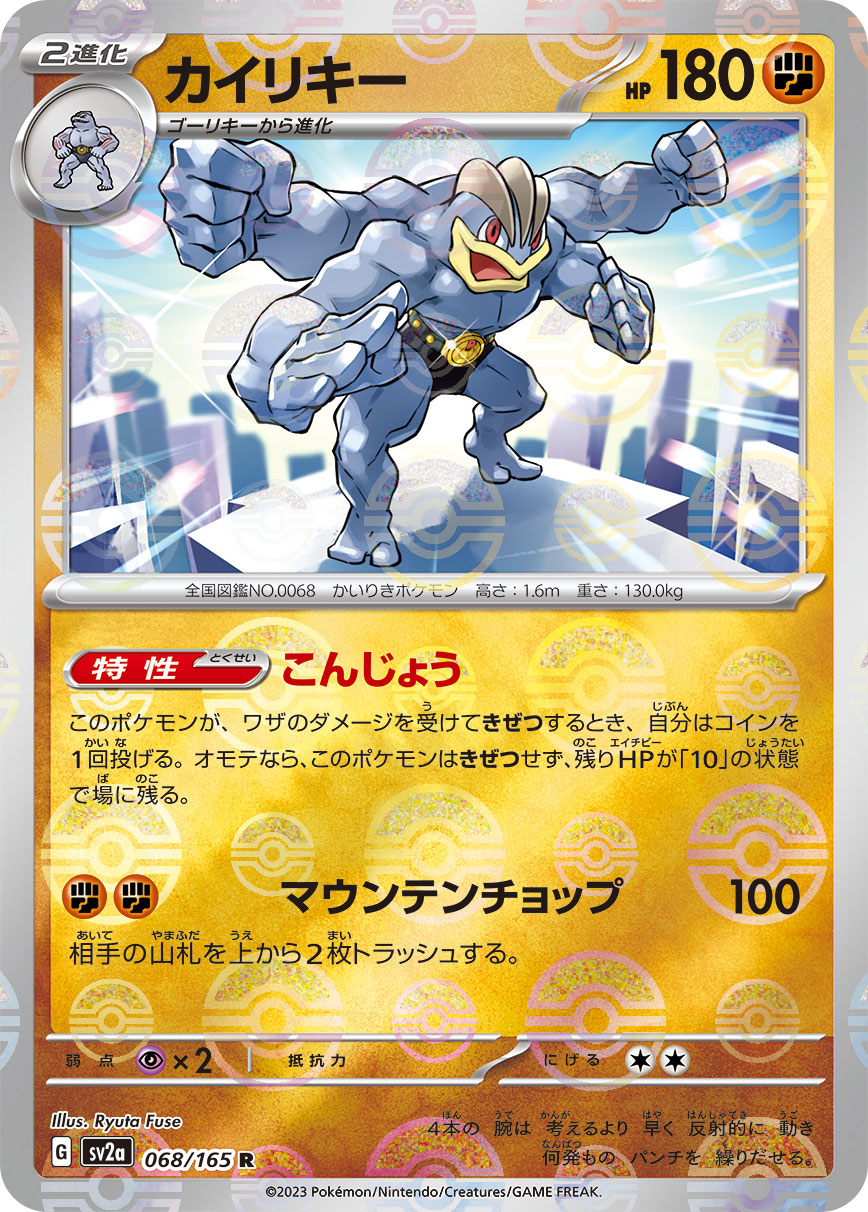 2進化
カイリキー
HP 180
ゴーリキーから進化
全国図鑑NO.0068 かいりきポケモン 高さ:1.6m 重さ:130.0kg
特性 とくせい こんじょう
このポケモンが、ワザのダメージを受けてきぜつするとき、自分はコインを
1回投げる。オモテなら、このポケモンはきぜつせず、残りHPが「10」の状態
で場に残る。
マウンテンチョップ 100
相手の山札を上から2枚トラッシュする。
弱点 ×2 抵抗力 にげる
Illus. Ryuta Fuse
4本の 腕は 考えるより 早く 反射的に 動き
何発もの パンチを 繰りだせる。
G sv2a 068/165 R
©2023 Pokémon/Nintendo/Creatures/GAME FREAK.